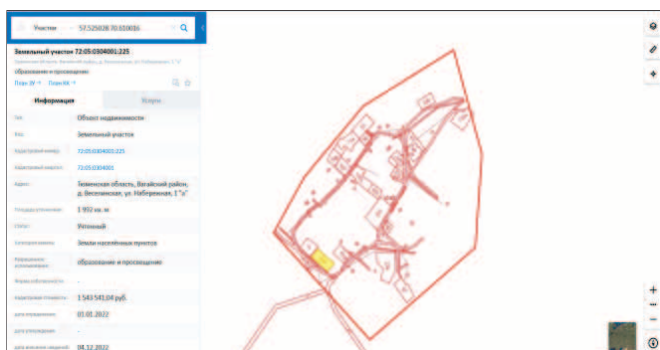 Участок 57.525028 70.610016
Земельный участок 72:05:0304001:225
образование и просвещение
План ЗУ План КК
Информация Услуги
Тип: Объект недвижимости
Вид: Земельный участок
Кадастровый номер: 72:05:0304001:225
Кадастровый квартал: 72:05:0304001
Адрес: Тюменская область, Вагайский район,
ул. Набережная, 1 "а"
Площадь уточненная: 1 992 кв. м
Статус: Учтенный
Категория земель: Земли населённых пунктов
Разрешенное использование: образование и просвещение
Форма собственности: -
Кадастровая стоимость: 1 543 541,04 руб.
дата определения: 01.01.2022
дата утверждения: -
дата внесения сведений: 04.12.2022